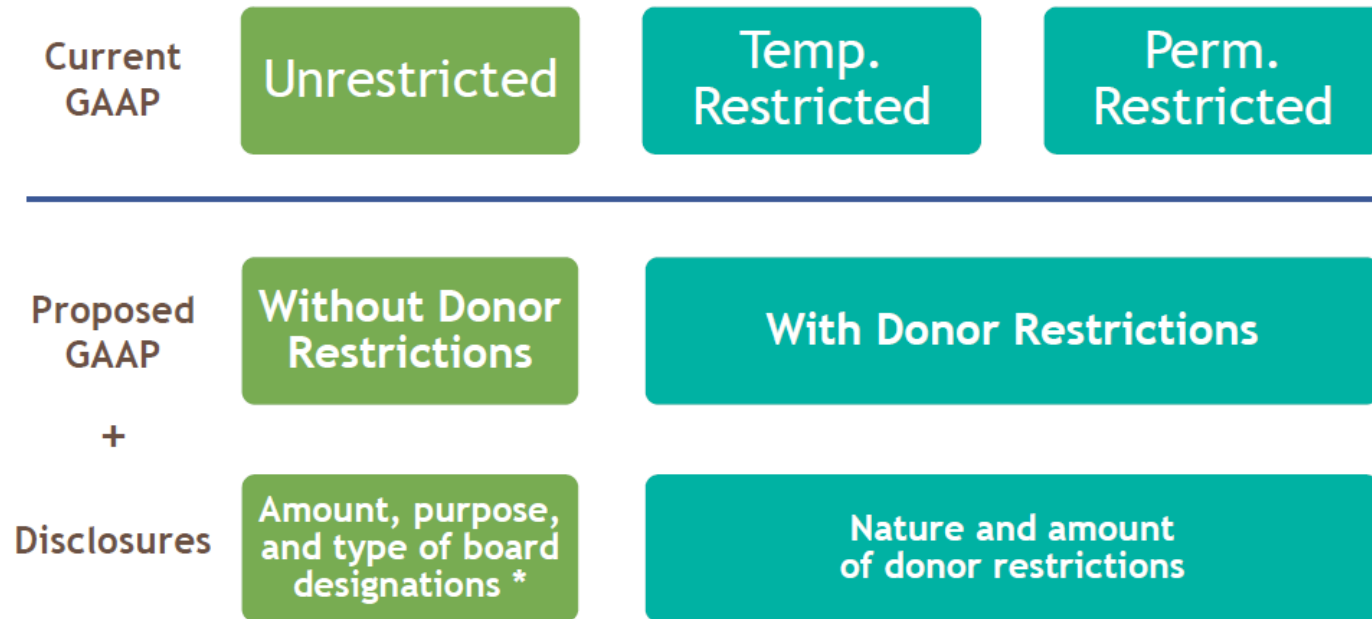 Current
GAAP
Unrestricted
Temp.
Restricted
Perm.
Restricted
Proposed
GAAP
Without Donor
Restrictions
With Donor Restrictions
+
Disclosures
Amount, purpose,
and type of board
designations *
Nature and amount
of donor restrictions